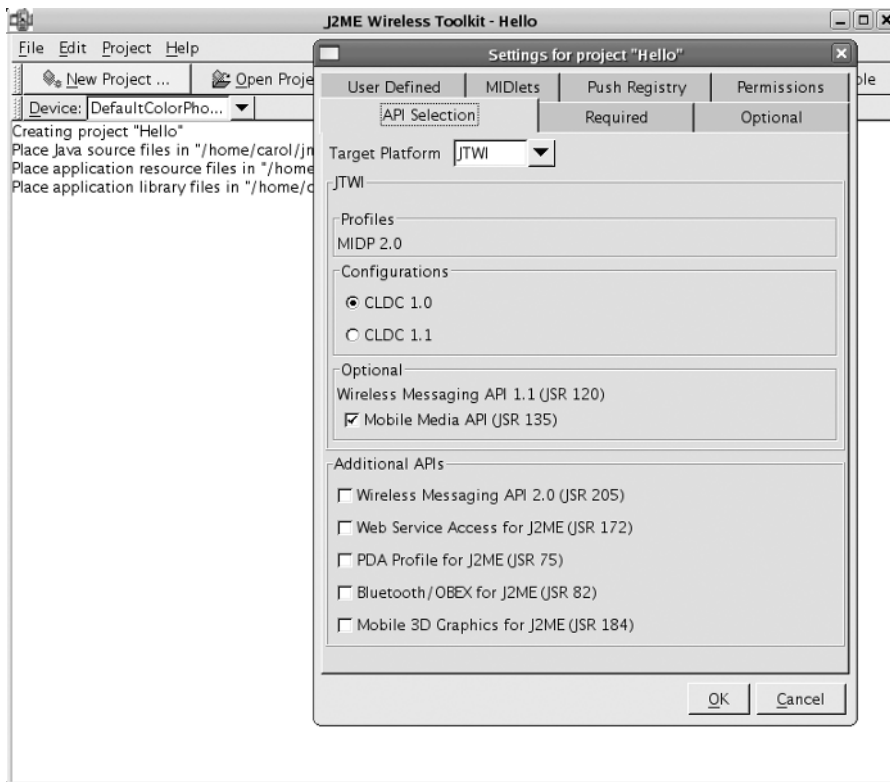 J2ME Wireless Toolkit - Hello
File Edit Project Help
New Project ... Open Proje
Device: DefaultColorPho...
Creating project "Hello"
Place Java source files in "/home/carol/jn
Place application resource files in "/home
Place application library files in "/home/c
Settings for project "Hello"
User Defined MIDlets Push Registry Permissions
API Selection Required Optional
Target Platform JTWI
JTWI
Profiles
MIDP 2.0
Configurations
CLDC 1.0
CLDC 1.1
Optional
Wireless Messaging API 1.1 (JSR 120)
Mobile Media API (JSR 135)
Additional APIs
Wireless Messaging API 2.0 (JSR 205)
Web Service Access for J2ME (JSR 172)
PDA Profile for J2ME (JSR 75)
Bluetooth/OBEX for J2ME (JSR 82)
Mobile 3D Graphics for J2ME (JSR 184)
OK Cancel